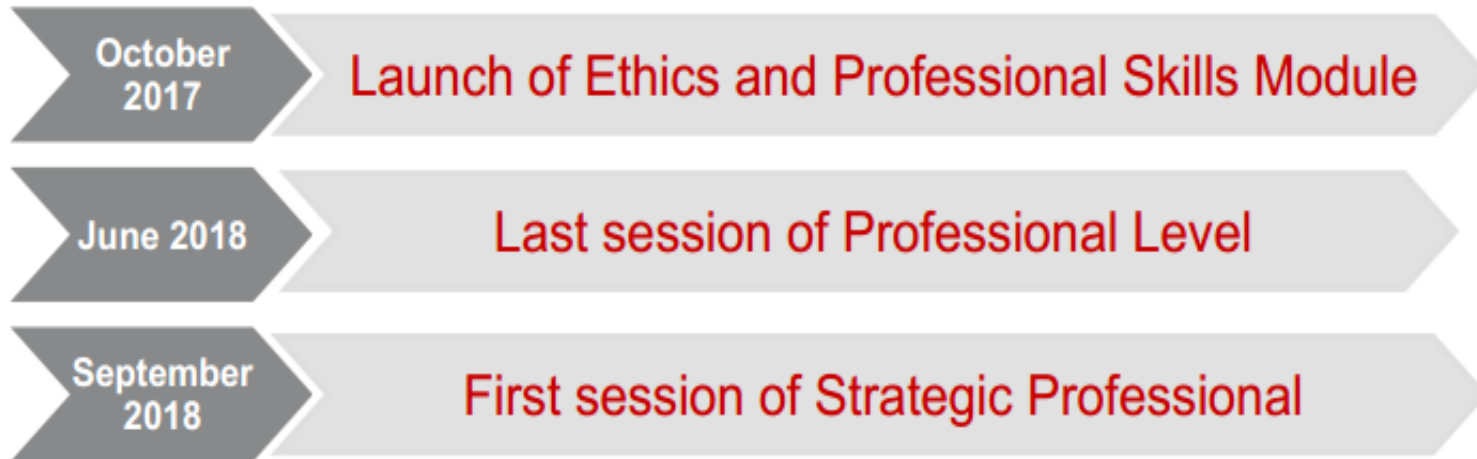 October
2017
Launch of Ethics and Professional Skills Module
June 2018
Last session of Professional Level
September
2018
First session of Strategic Professional